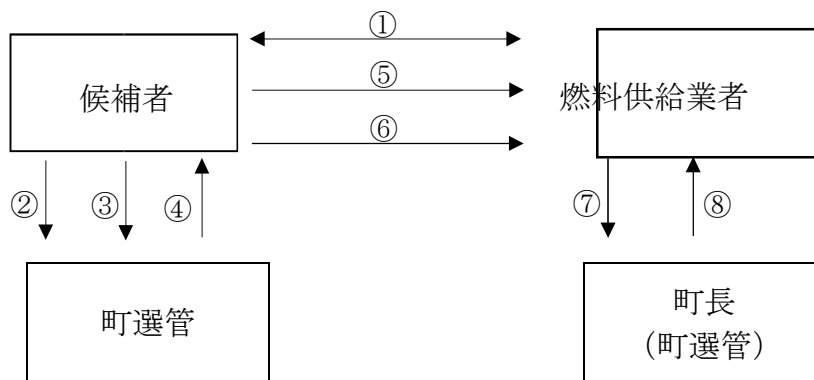 ①
候補者
⑤
燃料供給業者
⑥
②
③
④
⑦
⑧
町選管
町長
（町選管）